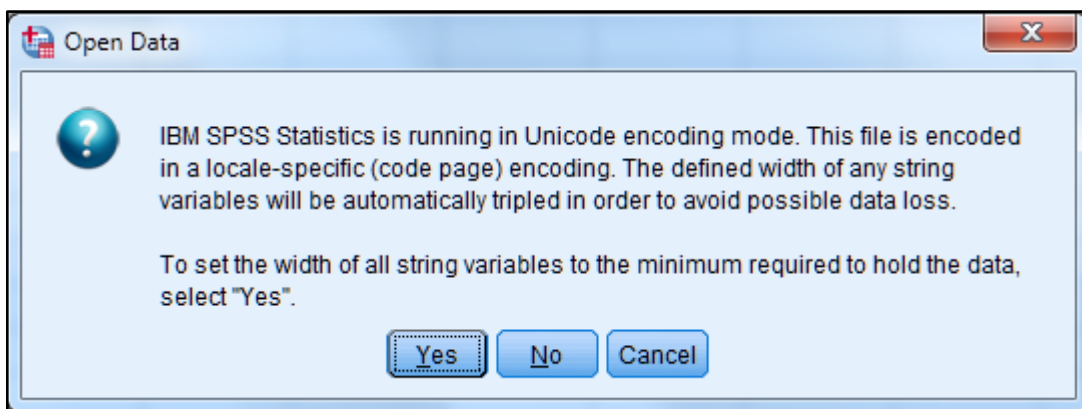 Open Data
IBM SPSS Statistics is running in Unicode encoding mode. This file is encoded
in a locale-specific (code page) encoding. The defined width of any string
variables will be automatically tripled in order to avoid possible data loss.
To set the width of all string variables to the minimum required to hold the data,
select "Yes".
Yes No Cancel